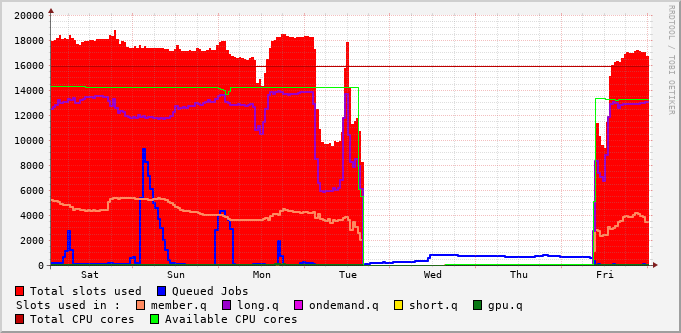 20000
18000
16000
14000
12000
10000
8000
6000
4000
2000
0
Sat Sun Mon Tue Wed Thu Fri
RRDTOOL / TOBI OETIKER
Total slots used Queued Jobs
Slots used in : member.q long.q ondemand.q short.q gpu.q
Total CPU cores Available CPU cores